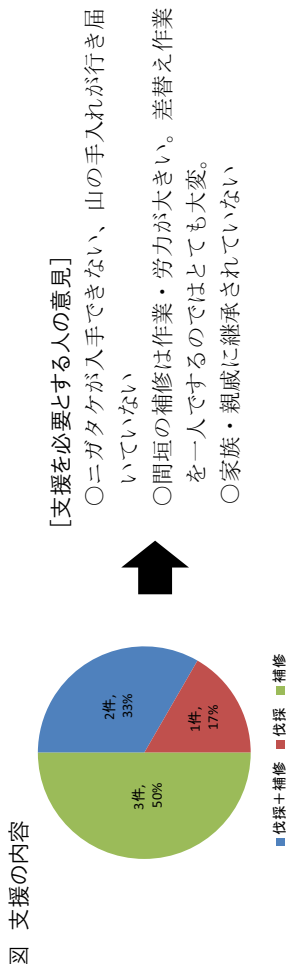 図 支援の内容
2件,
33%
1件,
17%
3件,
50%
■伐採＋補修 ■伐採 ■補修
[支援を必要とする人の意見]
〇ニガタケが入手できない、山の手入れが行き届
いていない
〇間垣の補修は作業・労力が大きい。差替え作業
を一人でするのではとても大変。
〇家族・親戚に継承されていない